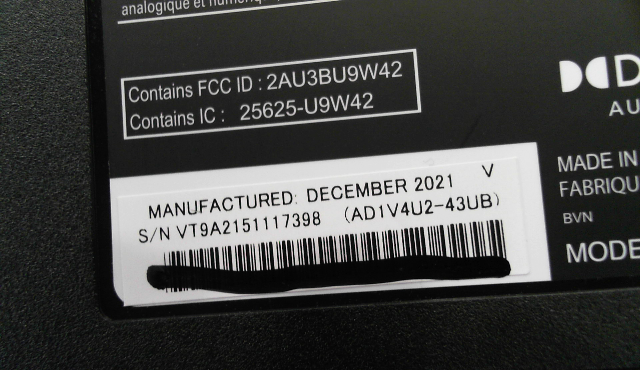 analogique et numériq
Contains FCC ID : 2AU3BU9W42
Contains IC : 25625-U9W42
MANUFACTURED: DECEMBER 2021 V
S/N VT9A2151117398 (AD1V4U2-43UB)
AU
MADE IN
FABRIQU
BVN
MODE